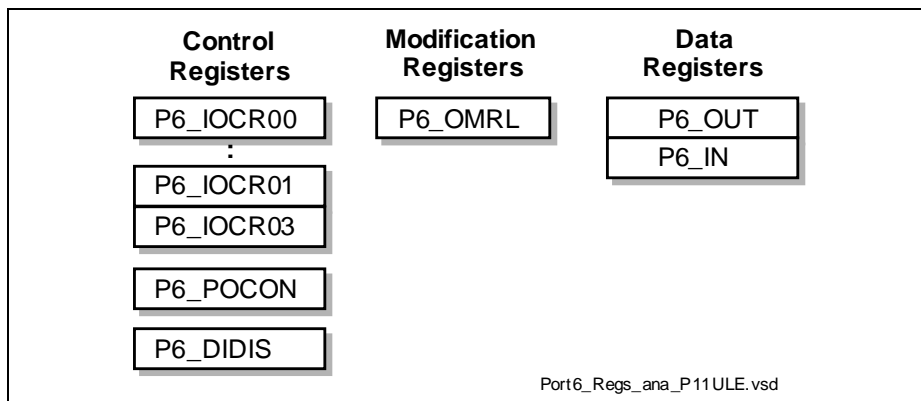 Control
Registers
P6_IOCR00
:
P6_IOCR01
P6_IOCR03
P6_POCON
P6_DIDIS
Modification
Registers
P6_OMRL
Data
Registers
P6_OUT
P6_IN
Port6_Regs_ana_P11ULE.vsd